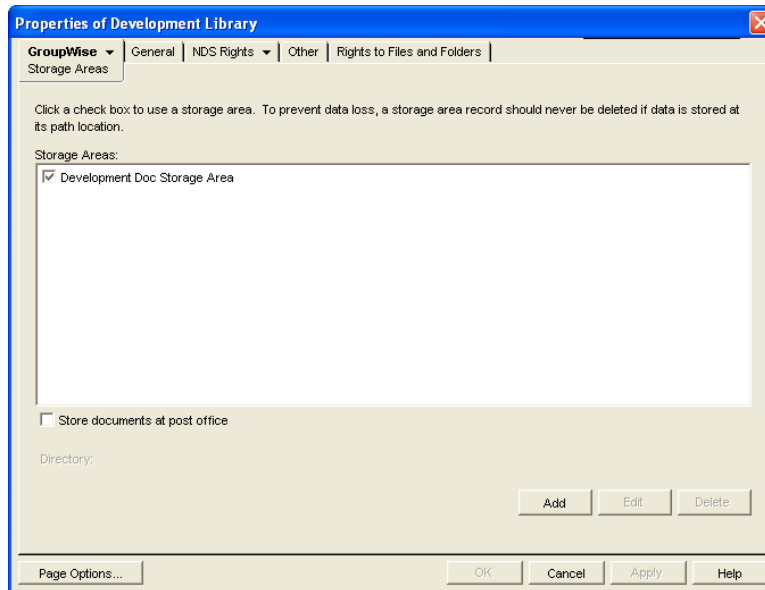 Properties of Development Library
GroupWise General NDS Rights Other Rights to Files and Folders
Storage Areas
Click a check box to use a storage area. To prevent data loss, a storage area record should never be deleted if data is stored at
its path location.
Storage Areas:
Development Doc Storage Area
Store documents at post office
Directory:
Add Edit Delete
Page Options... OK Cancel Apply Help